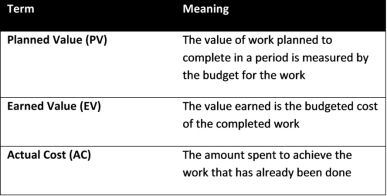 Term Meaning
Planned Value (PV) The value of work planned to
complete in a period is measured by
the budget for the work
Earned Value (EV) The value earned is the budgeted cost
of the completed work
Actual Cost (AC) The amount spent to achieve the
work that has already been done